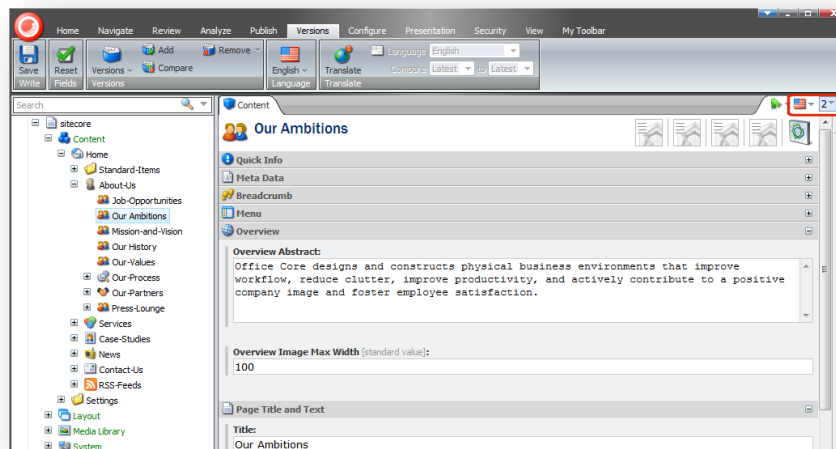 Home Navigate Review Analyze Publish Versions Configure Presentation Security View My Toolbar
Save
Write
Reset
Fields
Versions
Add
Compare
Remove
Versions
English
Language
Translate
Language English
Compare Latest to Latest
Translate
Search
sitecore
Content
Home
Standard-Items
About-Us
Job-Opportunities
Our Ambitions
Mission-and-Vision
Our History
Our-Values
Our-Process
Our-Partners
Press-Lounge
Services
Case-Studies
News
Contact-Us
RSS-Feeds
Settings
Layout
Media Library
System
Content
2
Our Ambitions
Quick Info
Meta Data
Breadcrumb
Menu
Overview
Overview Abstract:
Office Core designs and constructs physical business environments that improve
workflow, reduce clutter, improve productivity, and actively contribute to a positive
company image and foster employee satisfaction.
Overview Image Max Width [standard value]:
100
Page Title and Text
Title:
Our Ambitions